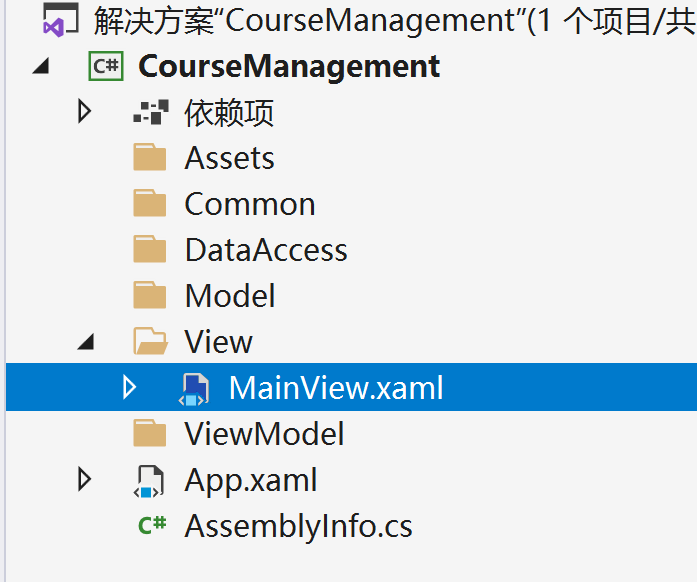 解决方案“CourseManagement”(1 个项目/共
C# CourseManagement
依赖项
Assets
Common
DataAccess
Model
View
MainView.xaml
ViewModel
App.xaml
C# AssemblyInfo.cs